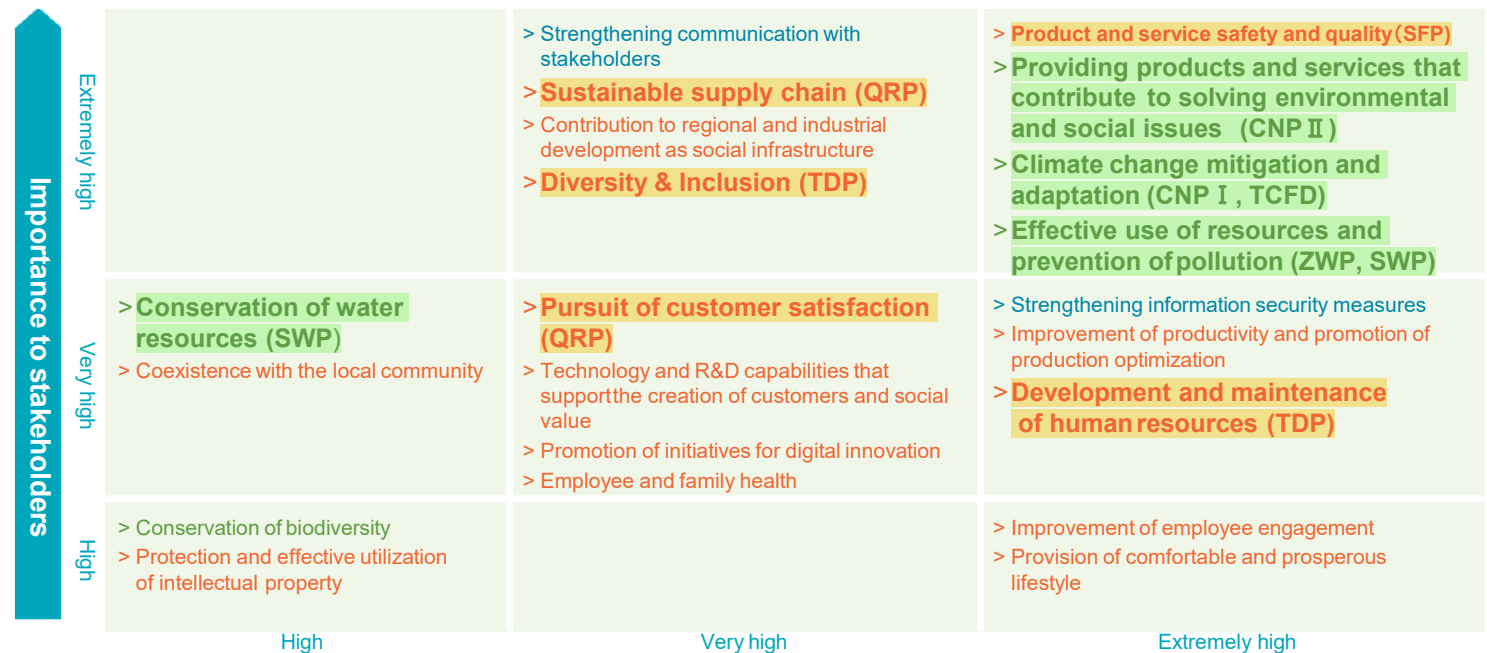 Importance to stakeholders
Extremely high
> Strengthening communication with
stakeholders
> Sustainable supply chain (QRP)
> Contribution to regional and industrial
development as social infrastructure
> Diversity & Inclusion (TDP)
> Product and service safety and quality(SFP)
> Providing products and services that
contribute to solving environmental
and social issues (CNPⅡ)
> Climate change mitigation and
adaptation (CNPⅠ, TCFD)
> Effective use of resources and
prevention of pollution (ZWP, SWP)
Very high
> Conservation of water
resources (SWP)
> Coexistence with the local community
> Pursuit of customer satisfaction
(QRP)
> Technology and R&D capabilities that
supportthe creation of customers and social
value
> Promotion of initiatives for digital innovation
> Employee and family health
> Strengthening information security measures
> Improvement of productivity and promotion of
production optimization
> Development and maintenance
of human resources (TDP)
High
> Conservation of biodiversity
> Protection and effective utilization
of intellectual property
> Improvement of employee engagement
> Provision of comfortable and prosperous
lifestyle
High
Very high
Extremely high